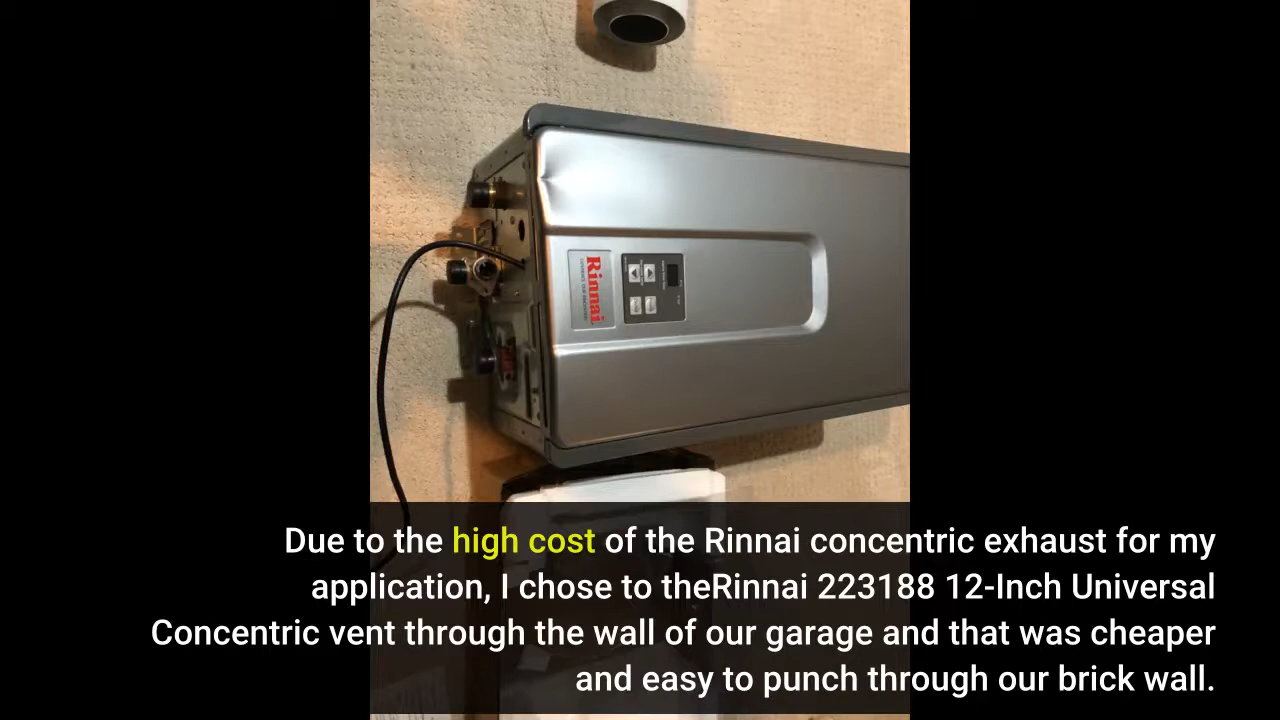 Rinnai
Due to the high cost of the Rinnai concentric exhaust for my
application, I chose to theRinnai 223188 12-Inch Universal
Concentric vent through the wall of our garage and that was cheaper
and easy to punch through our brick wall.